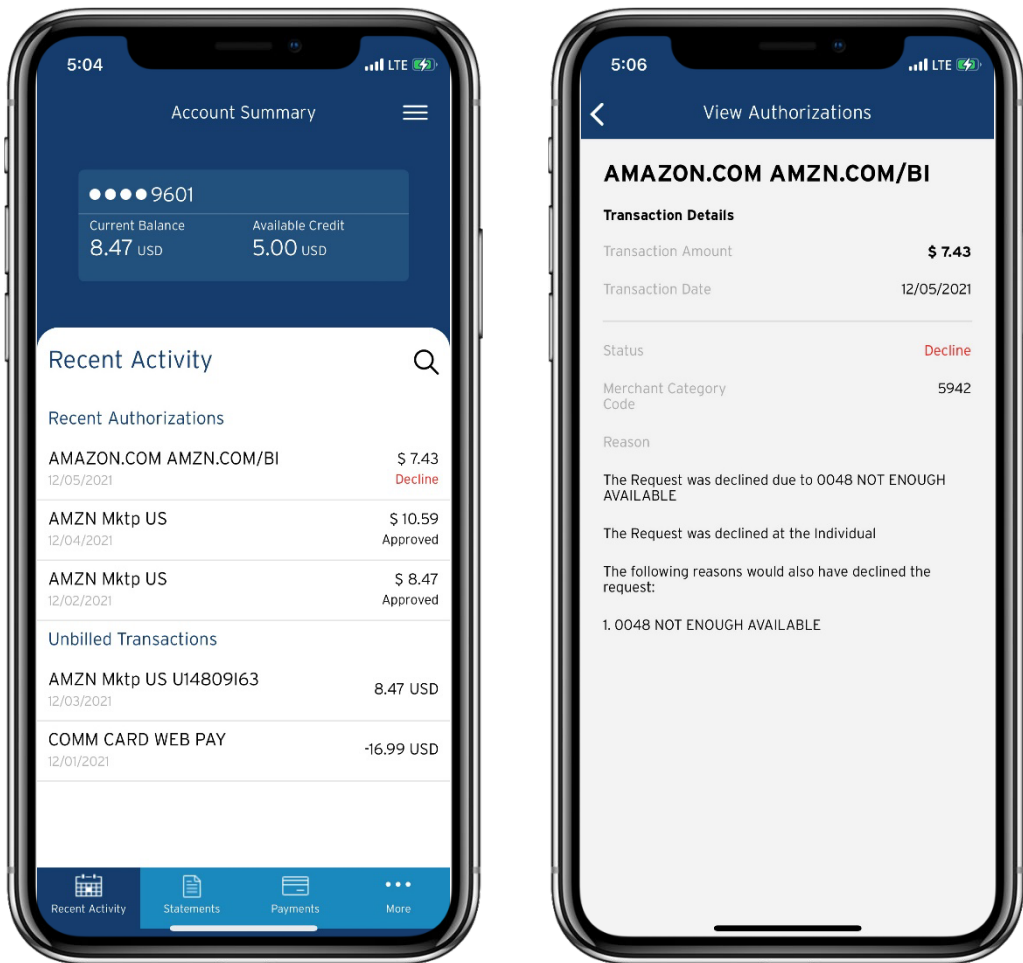 5:04
LTE
Account Summary
●●●● 9601
Current Balance
Available Credit
8.47 USD
5.00 USD
Recent Activity
Recent Authorizations
AMAZON.COM AMZN.COM/BI
$ 7.43
12/05/2021
Decline
AMZN Mktp US
$ 10.59
12/04/2021
Approved
AMZN Mktp US
$ 8.47
12/02/2021
Approved
Unbilled Transactions
AMZN Mktp US U14809I63
8.47 USD
12/03/2021
COMM CARD WEB PAY
-16.99 USD
12/01/2021
Recent Activity
Statements
Payments
More
5:06
LTE
View Authorizations
AMAZON.COM AMZN.COM/BI
Transaction Details
Transaction Amount
$ 7.43
Transaction Date
12/05/2021
Status
Decline
Merchant Category
Code
5942
Reason
The Request was declined due to 0048 NOT ENOUGH
AVAILABLE
The Request was declined at the Individual
The following reasons would also have declined the
request:
1. 0048 NOT ENOUGH AVAILABLE